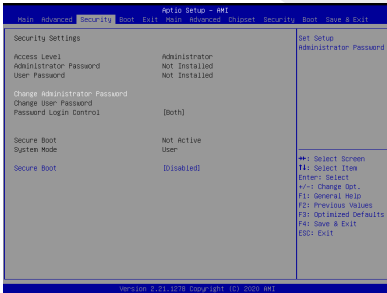 Aptio Setup - AMI
Main Advanced Security Boot Exit Main Advanced Chipset Security Boot Save & Exit
Security Settings
Access Level Administrator
Administrator Password Not Installed
User Password Not Installed
Change Administrator Password
Change User Password
Password Login Control [Both]
Secure Boot Not Active
System Mode User
Secure Boot [Disabled]
Set Setup
Administrator Password
→←: Select Screen
↑↓: Select Item
Enter: Select
+/-: Change Opt.
F1: General Help
F2: Previous Values
F3: Optimized Defaults
F4: Save & Exit
ESC: Exit
Version 2.21.1278 Copyright (C) 2026 AMI